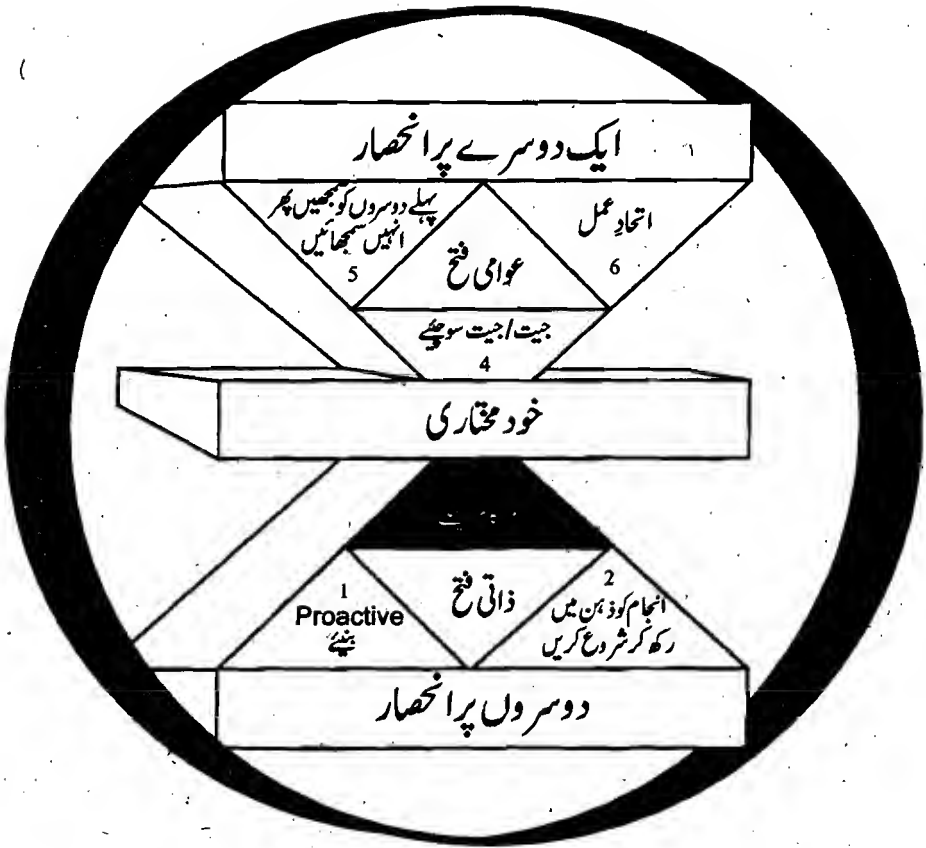 ایک دوسرے پر انحصار
پہلے دوسروں کو سمجھیں پھر
انہیں سمجھائیں
5
اتحادِ عمل
6
عوامی فتح
جیت/جیت سوچئے
4
خود مختاری
1
Proactive
بنیئے
ذاتی فتح
2
انجام کو ذہن میں
رکھ کر شروع کریں
دوسروں پر انحصار